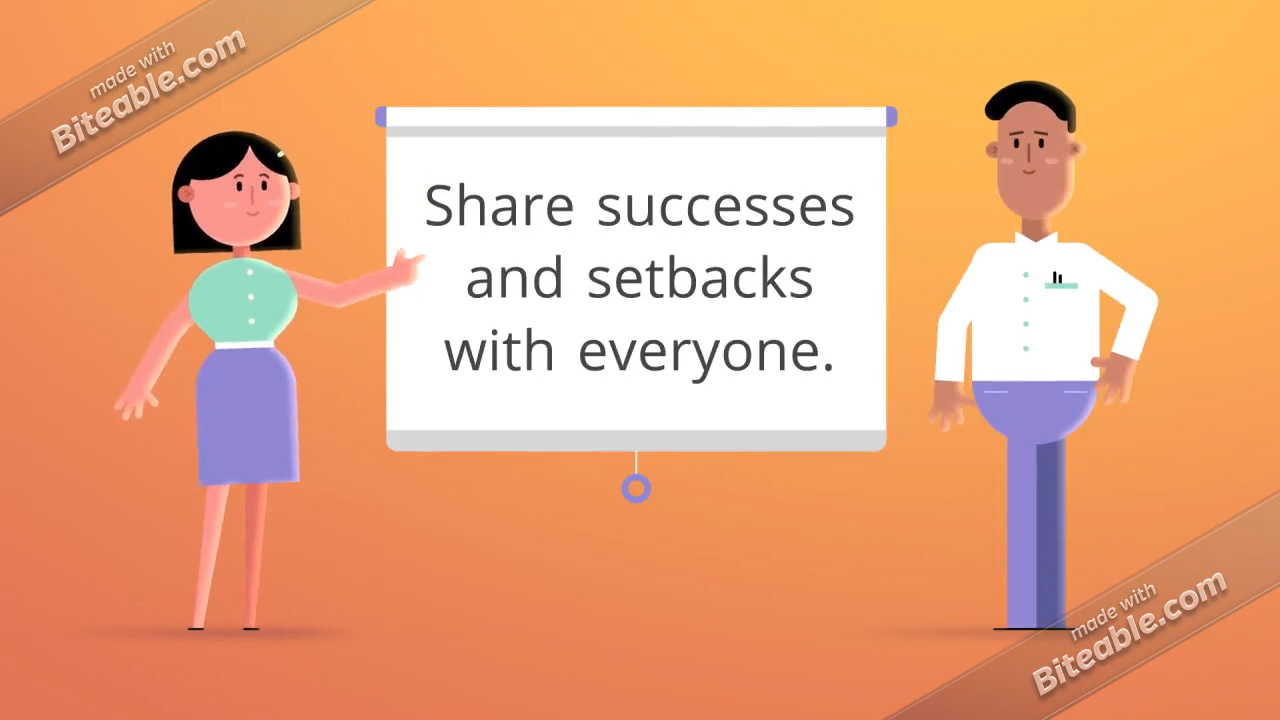 made with
Biteable.com
Share successes
and setbacks
with everyone.
made with
Biteable.com